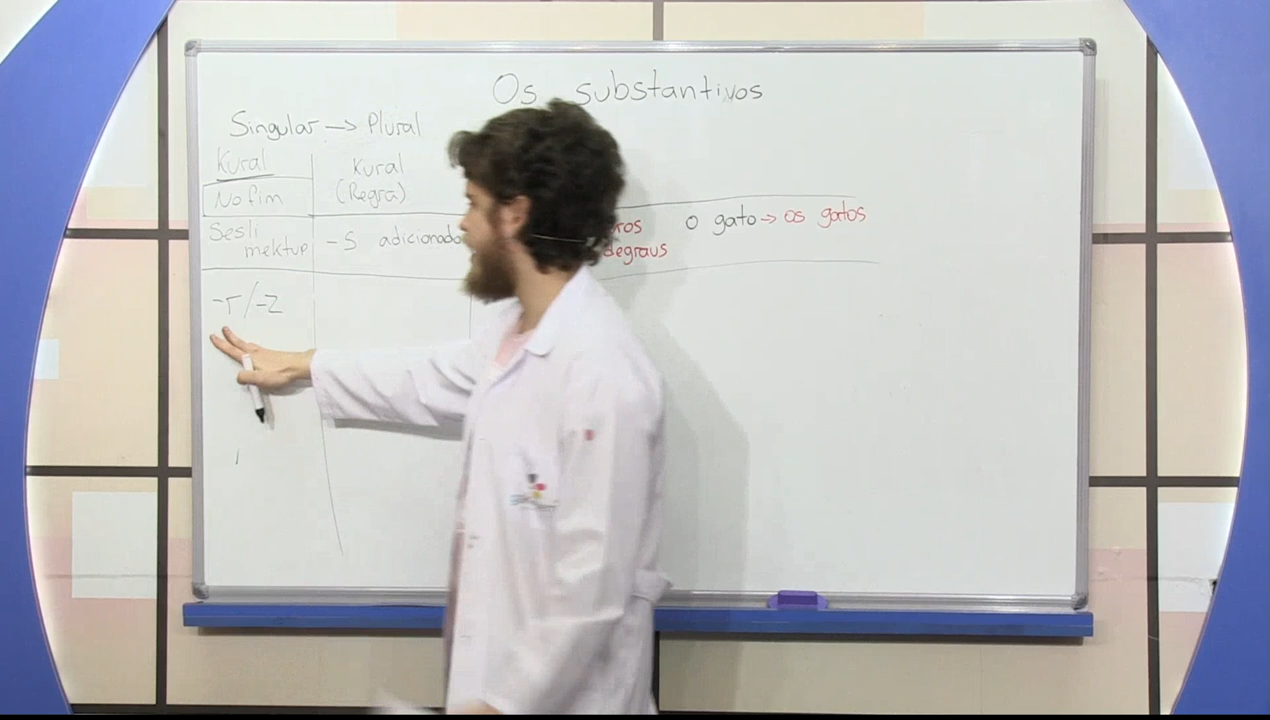 Os substantivos
Singular → Plural
Kural
Kural
(Regra)
No fim
Sesli
mektup
-s adicionado
ros
degraus
o gato → os gatos
-r/-z